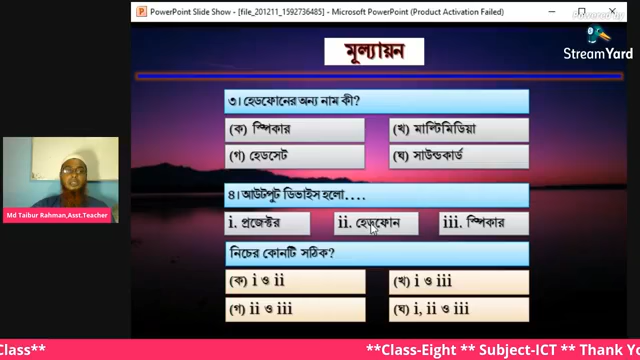 PowerPoint Slide Show - [file_201211_1592736485] - Microsoft PowerPoint (Product Activation Failed)
Powered By
StreamYard
মূল্যায়ন
৩। হেডফোনের অন্য নাম কী?
(ক) স্পিকার
(খ) মাল্টিমিডিয়া
(গ) হেডসেট
(ঘ) সাউন্ডকার্ড
৪। আউটপুট ডিভাইস হলো....
i. প্রজেক্টর
ii. হেডফোন
iii. স্পিকার
নিচের কোনটি সঠিক?
(ক) i ও ii
(খ) i ও iii
(গ) ii ও iii
(ঘ) i, ii ও iii
Md Taibur Rahman,Asst.Teacher
Class** **Class-Eight ** Subject-ICT ** Thank Yo